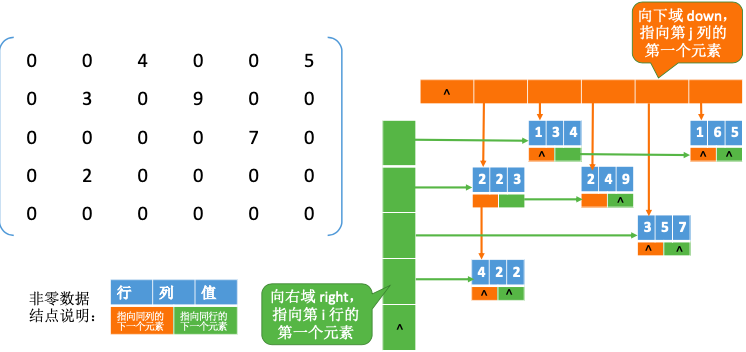 向下域 down,
指向第 j 列的
第一个元素
0 0 4 0 0 5
0 3 0 9 0 0
0 0 0 0 7 0
0 2 0 0 0 0
0 0 0 0 0 0
^
1 3 4
^
1 6 5
^ ^
2 2 3
2 4 9
^
3 5 7
^ ^
4 2 2
^ ^
^
向右域 right,
指向第 i 行的
第一个元素
非零数据
结点说明：
行 列 值
指向同列的
下一个元素
指向同行的
下一个元素